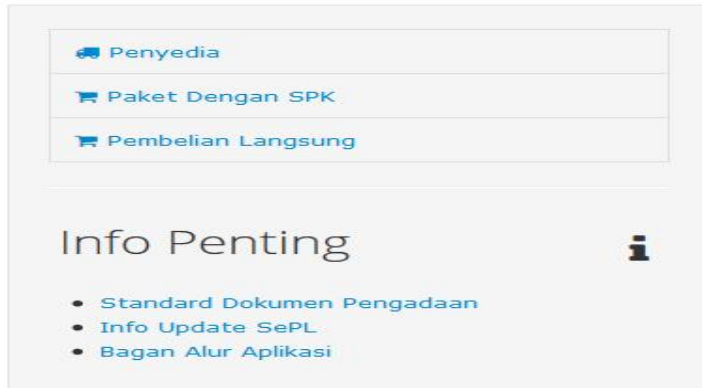 Penyedia
Paket Dengan SPK
Pembelian Langsung
Info Penting
Standard Dokumen Pengadaan
Info Update SePL
Bagan Alur Aplikasi